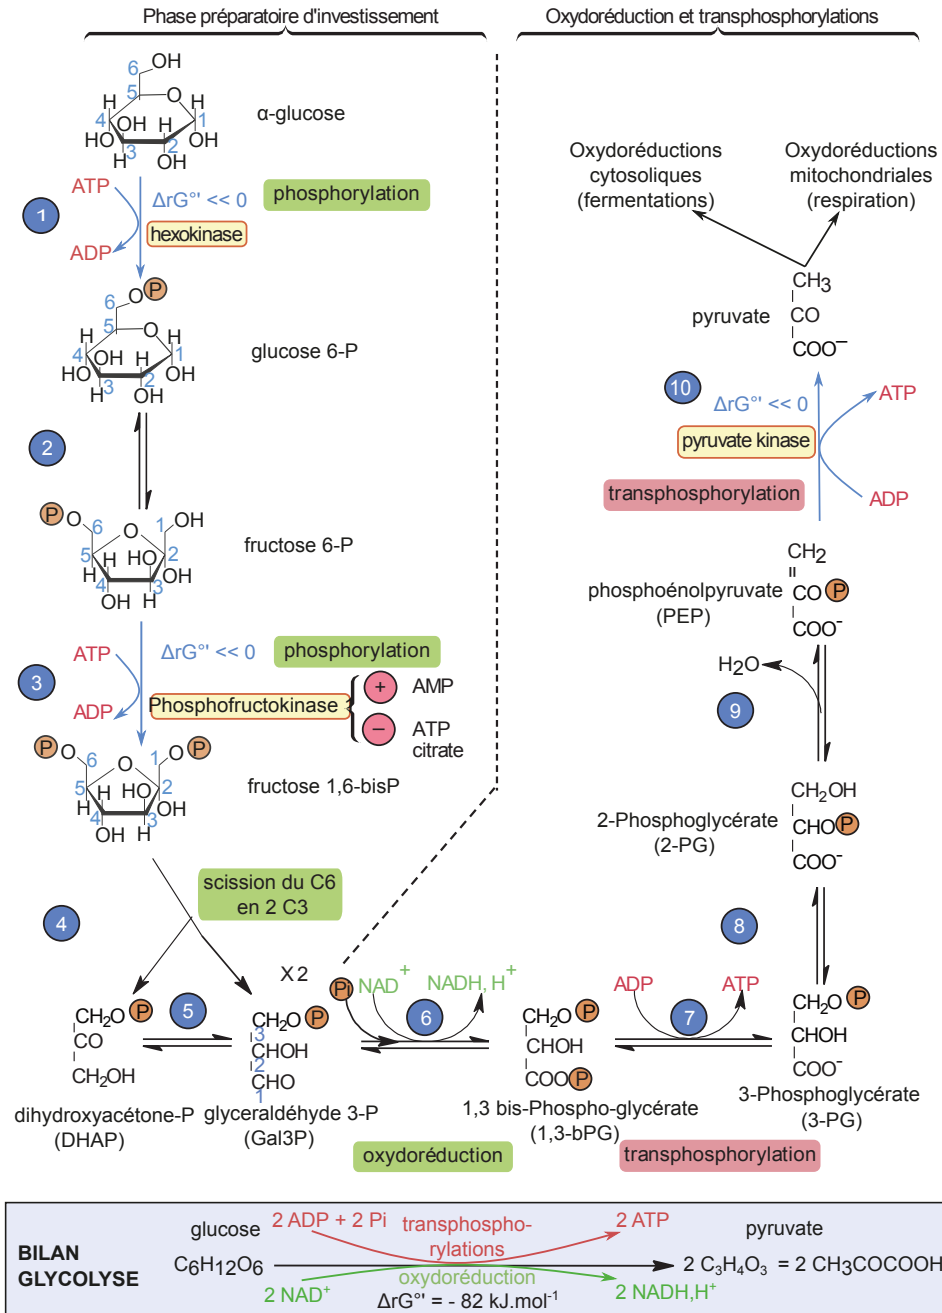 Phase préparatoire d'investissement
Oxydoréduction et transphosphorylations
6 OH
5 O
H H
4 H 1
HO OH H OH
3 2
H OH
α-glucose
ATP
ΔrG°' << 0
phosphorylation
1
hexokinase
ADP
O P
6
5 O
H H
4 H 1
HO HO H OH
3 2
H OH
glucose 6-P
2
P O
6 1 OH
O
5 H HO 2
H OH
4 3
OH H
fructose 6-P
ATP
ΔrG°' << 0
phosphorylation
3
Phosphofructokinase 1
ADP
+ AMP
− ATP
citrate
P O
6 1 O P
O
5 H HO 2
H OH
4 3
OH H
fructose 1,6-bisP
scission du C6
en 2 C3
4
X2
CH2O P
CO
CH2OH
dihydroxyacétone-P
(DHAP)
5
CH2O P
3
CHOH
2
CHO
1
glyceraldéhyde 3-P
(Gal3P)
Pi
NAD+
NADH, H+
6
oxydoréduction
CH2O P
CHOH
COO P
1,3 bis-Phospho-glycérate
(1,3-bPG)
ADP
ATP
7
transphosphorylation
CH2O P
CHOH
COO−
3-Phosphoglycérate
(3-PG)
8
CH2OH
CHO P
COO−
2-Phosphoglycérate
(2-PG)
9
H2O
CH2
=
CO P
COO−
phosphoénolpyruvate
(PEP)
ADP
transphosphorylation
pyruvate kinase
ΔrG°' << 0
ATP
10
CH3
CO
COO−
pyruvate
Oxydoréductions
cytosoliques
(fermentations)
Oxydoréductions
mitochondriales
(respiration)
BILAN
GLYCOLYSE
glucose
C6H12O6
2 ADP + 2 Pi
transphospho-
rylations
2 ATP
oxydoréduction
2 NAD+
2 NADH,H+
ΔrG°' = - 82 kJ.mol-1
pyruvate
2 C3H4O3 = 2 CH3COCOOH